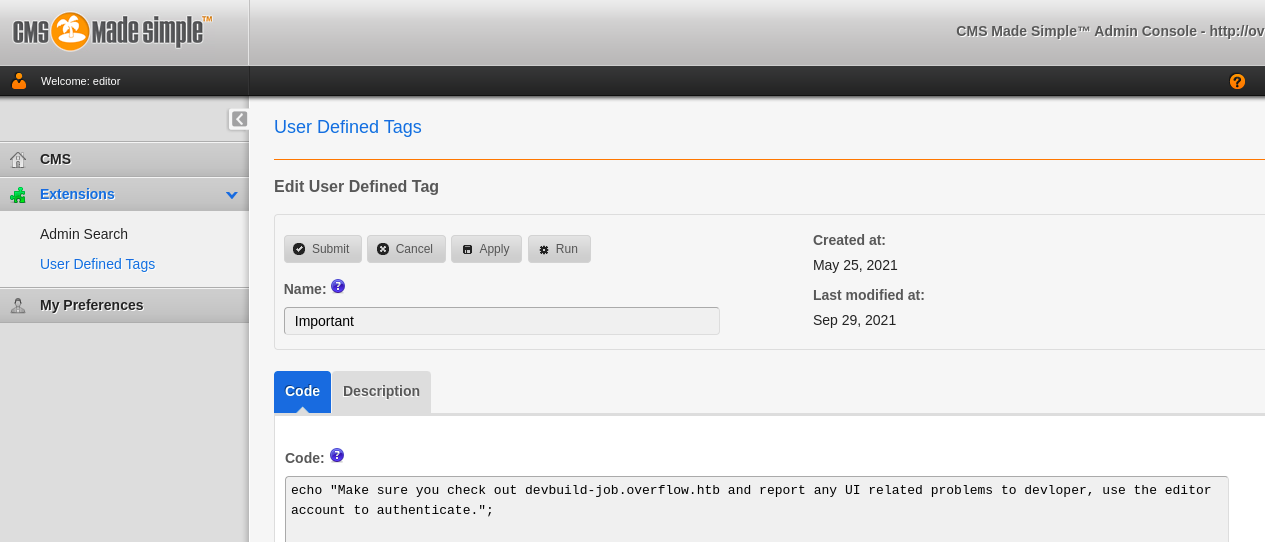 CMS made simple™
CMS Made Simple™ Admin Console - http://ov
Welcome: editor
User Defined Tags
CMS
Extensions
Admin Search
User Defined Tags
My Preferences
Edit User Defined Tag
Submit
Cancel
Apply
Run
Created at:
May 25, 2021
Name:
Last modified at:
Important
Sep 29, 2021
Code
Description
Code:
echo "Make sure you check out devbuild-job.overflow.htb and report any UI related problems to devloper, use the editor
account to authenticate.";